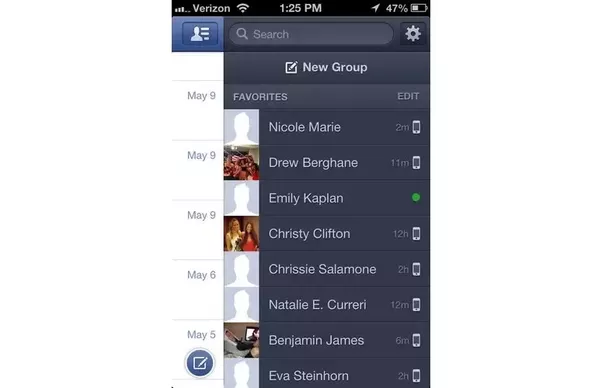 Verizon 1:25 PM 47%
Search
New Group
FAVORITES EDIT
May 9
Nicole Marie 2m
Drew Berghane 11m
May 9
Emily Kaplan
May 9
Christy Clifton 12h
Chrissie Salamone 2h
May 6
Natalie E. Curreri 12m
May 5
Benjamin James 6m
Eva Steinhorn 2h